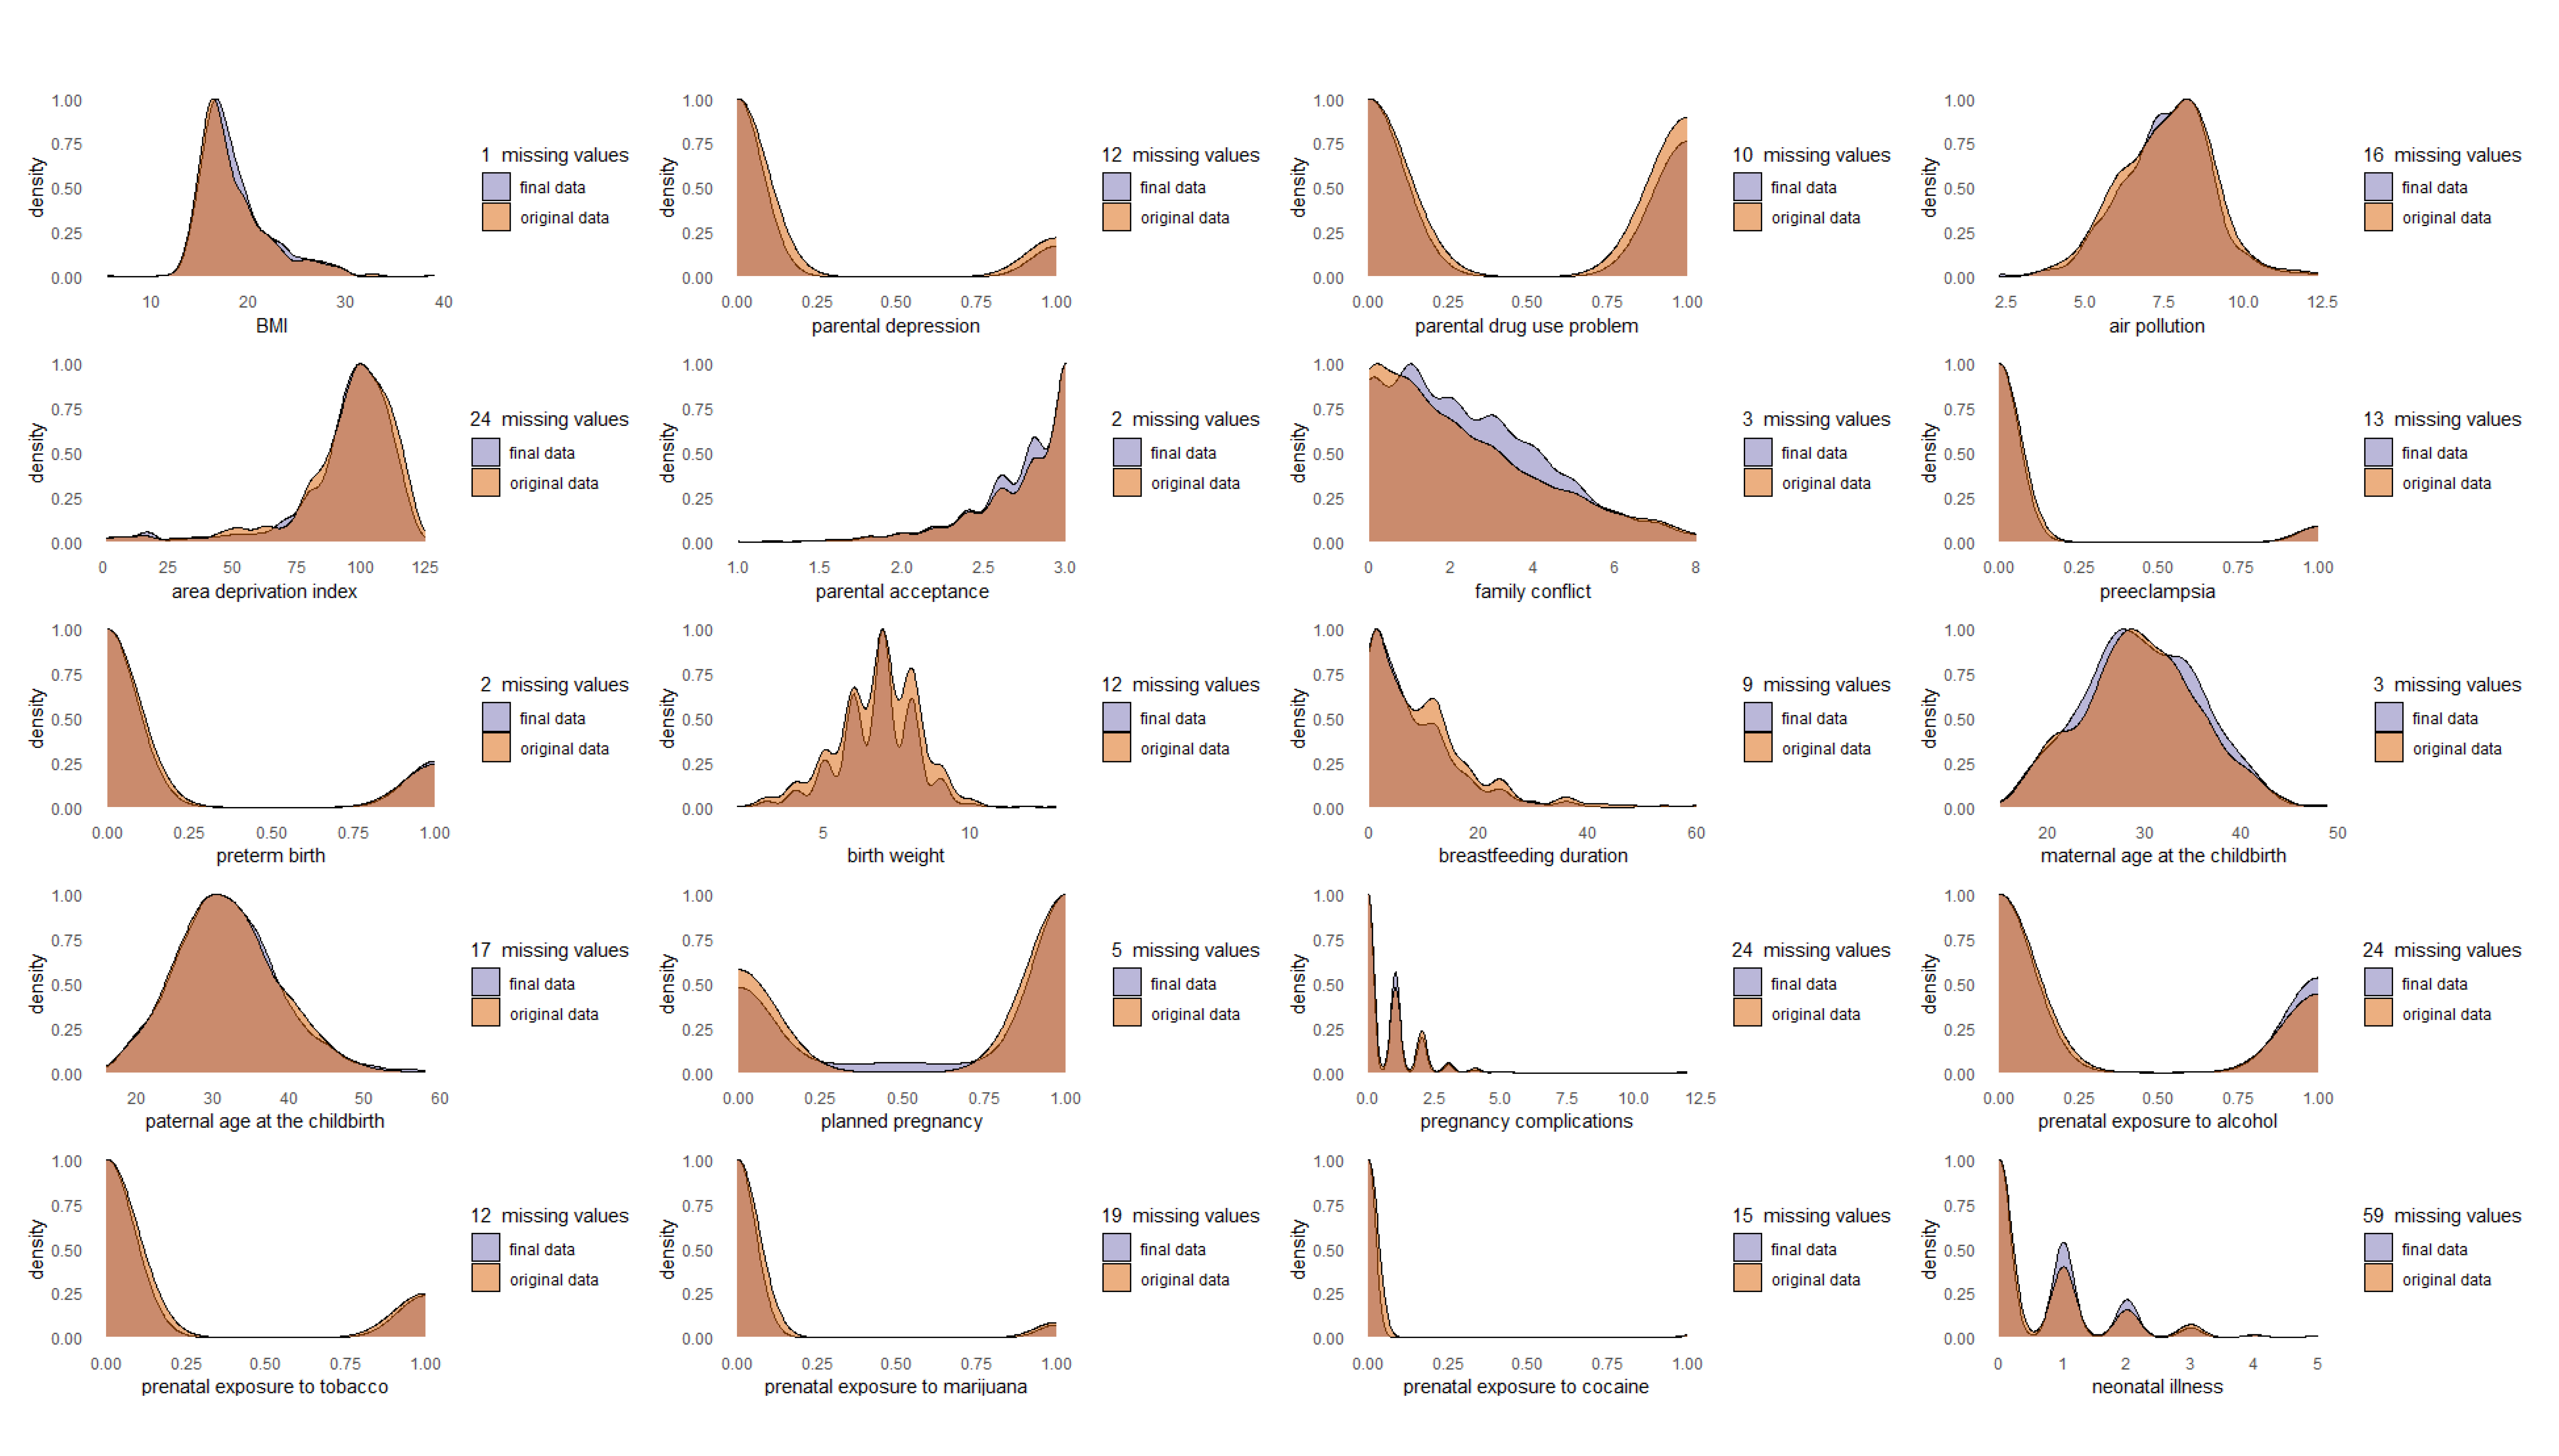 1.00
0.75
0.50
0.25
0.00
density
10 20 30 40
BMI
1 missing values
final data
original data
1.00
0.75
0.50
0.25
0.00
density
0.00 0.25 0.50 0.75 1.00
parental depression
12 missing values
final data
original data
1.00
0.75
0.50
0.25
0.00
density
0.00 0.25 0.50 0.75 1.00
parental drug use problem
10 missing values
final data
original data
1.00
0.75
0.50
0.25
0.00
density
2.5 5.0 7.5 10.0 12.5
air pollution
16 missing values
final data
original data
1.00
0.75
0.50
0.25
0.00
density
0 25 50 75 100 125
area deprivation index
24 missing values
final data
original data
1.00
0.75
0.50
0.25
0.00
density
1.0 1.5 2.0 2.5 3.0
parental acceptance
2 missing values
final data
original data
1.00
0.75
0.50
0.25
0.00
density
0 2 4 6 8
family conflict
3 missing values
final data
original data
1.00
0.75
0.50
0.25
0.00
density
0.00 0.25 0.50 0.75 1.00
preeclampsia
13 missing values
final data
original data
1.00
0.75
0.50
0.25
0.00
density
0.00 0.25 0.50 0.75 1.00
preterm birth
2 missing values
final data
original data
1.00
0.75
0.50
0.25
0.00
density
5 10
birth weight
12 missing values
final data
original data
1.00
0.75
0.50
0.25
0.00
density
0 20 40 60
breastfeeding duration
9 missing values
final data
original data
1.00
0.75
0.50
0.25
0.00
density
20 30 40 50
maternal age at the childbirth
3 missing values
final data
original data
1.00
0.75
0.50
0.25
0.00
density
20 30 40 50 60
paternal age at the childbirth
17 missing values
final data
original data
1.00
0.75
0.50
0.25
0.00
density
0.00 0.25 0.50 0.75 1.00
planned pregnancy
5 missing values
final data
original data
1.00
0.75
0.50
0.25
0.00
density
0.0 2.5 5.0 7.5 10.0 12.5
pregnancy complications
24 missing values
final data
original data
1.00
0.75
0.50
0.25
0.00
density
0.00 0.25 0.50 0.75 1.00
prenatal exposure to alcohol
24 missing values
final data
original data
1.00
0.75
0.50
0.25
0.00
density
0.00 0.25 0.50 0.75 1.00
prenatal exposure to tobacco
12 missing values
final data
original data
1.00
0.75
0.50
0.25
0.00
density
0.00 0.25 0.50 0.75 1.00
prenatal exposure to marijuana
19 missing values
final data
original data
1.00
0.75
0.50
0.25
0.00
density
0.00 0.25 0.50 0.75 1.00
prenatal exposure to cocaine
15 missing values
final data
original data
1.00
0.75
0.50
0.25
0.00
density
0 1 2 3 4 5
neonatal illness
59 missing values
final data
original data